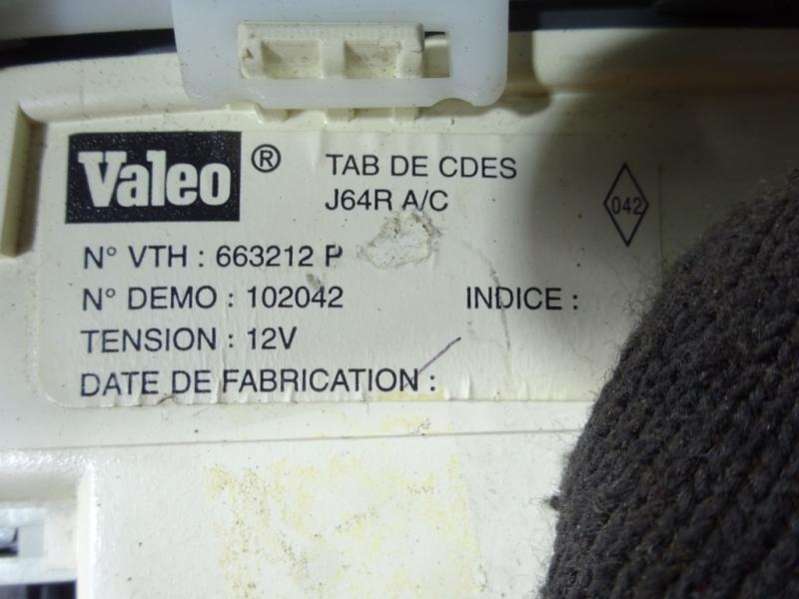 Valeo ® TAB DE CDES
J64R A/C
042
N° VTH : 663212 P
N° DEMO : 102042 INDICE :
TENSION : 12V
DATE DE FABRICATION :